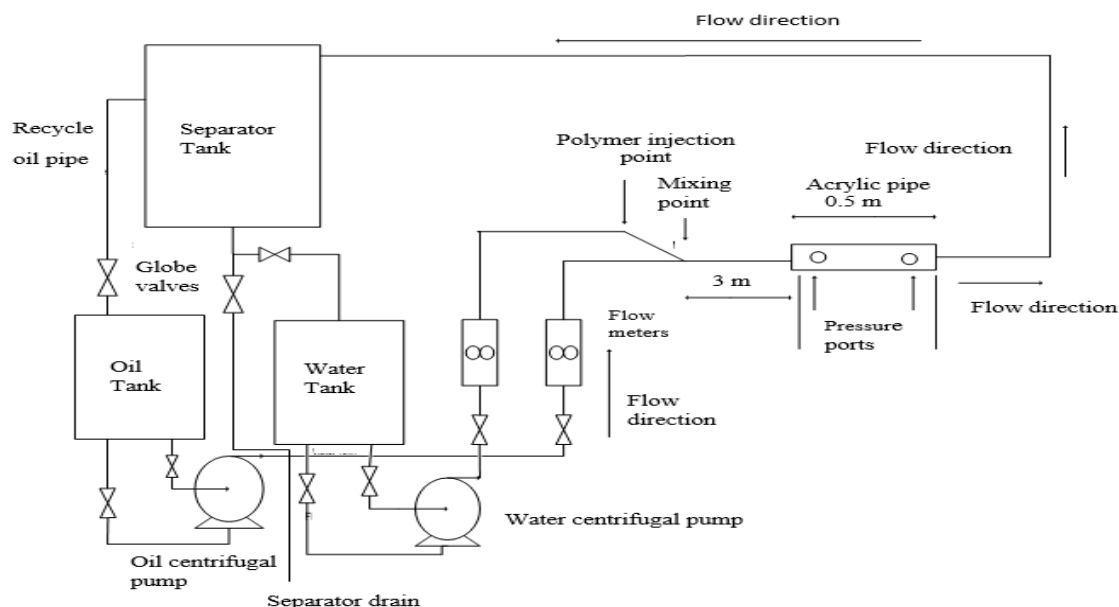 Flow direction
Separator
Tank
Recycle
oil pipe
Polymer injection
point
Mixing
point
Flow direction
Acrylic pipe
0.5 m
Globe
valves
3 m
Flow direction
Flow
meters
Pressure
ports
Oil
Tank
Water
Tank
Flow
direction
Water centrifugal pump
Oil centrifugal
pump
Separator drain